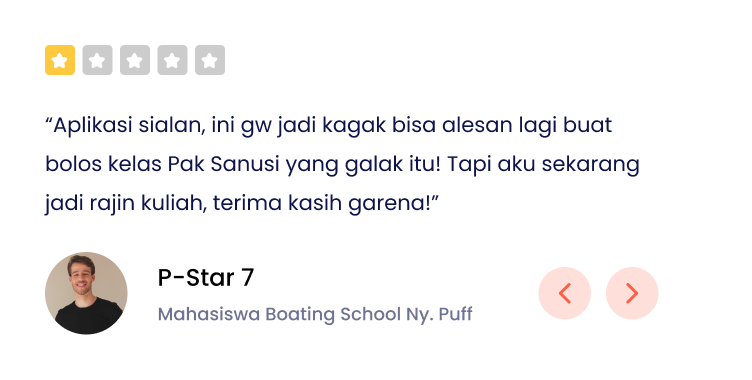 “Aplikasi sialan, ini gw jadi kagak bisa alesan lagi buat
bolos kelas Pak Sanusi yang galak itu! Tapi aku sekarang
jadi rajin kuliah, terima kasih garena!”
P-Star 7
Mahasiswa Boating School Ny. Puff